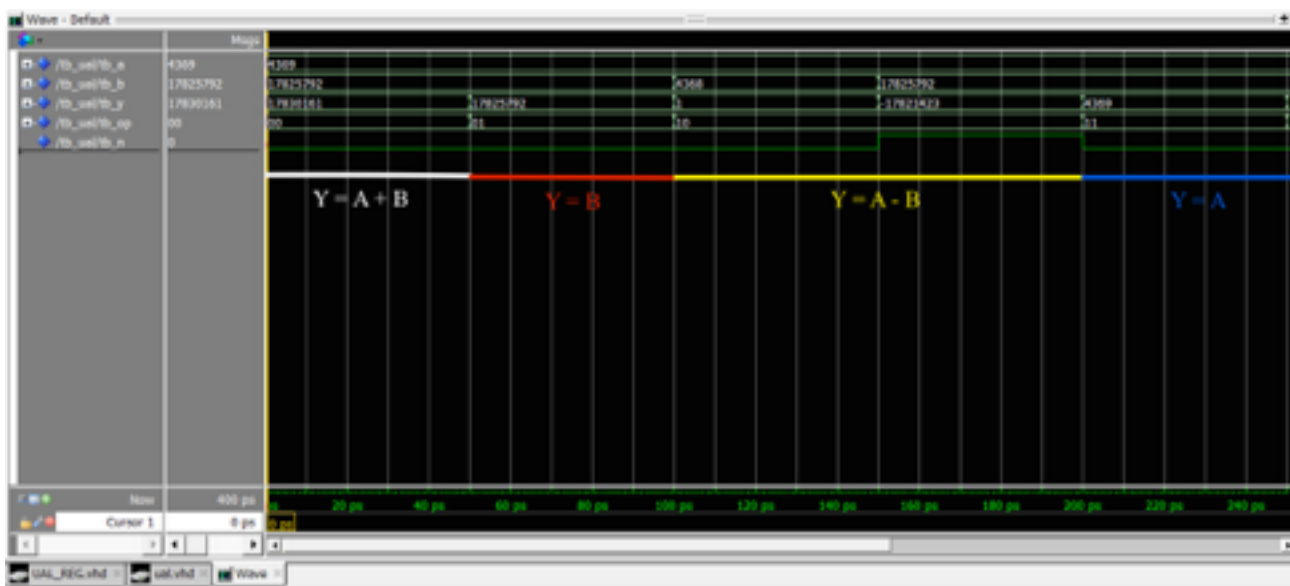 Wave - Default
Msgs
/tb_ual/tb_a 4369 4369
/tb_ual/tb_b 17825792 17825792 4368 17825792
/tb_ual/tb_y 17830161 17830161 17825792 1 -17821423 4369
/tb_ual/tb_op 00 00 01 10 11
/tb_ual/tb_n 0
Y = A + B Y = B Y = A - B Y = A
Now 400 ps ps 20 ps 40 ps 60 ps 80 ps 100 ps 120 ps 140 ps 160 ps 180 ps 200 ps 220 ps 240 ps
Cursor 1 0 ps 0 ps
UAL_REG.vhd ual.vhd Wave